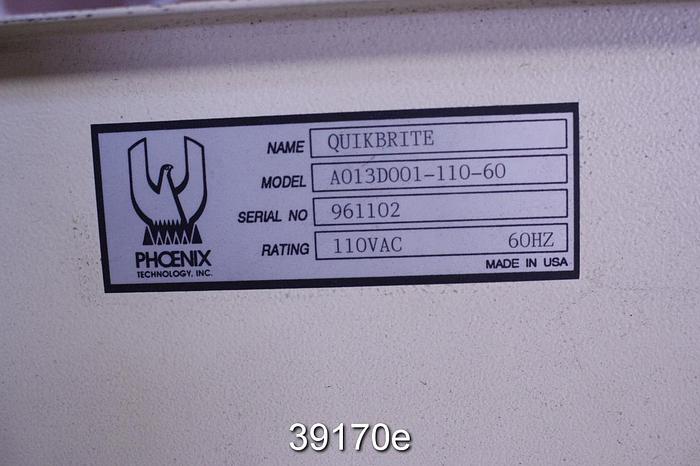 NAME QUIKBRITE
MODEL A013D001-110-60
SERIAL NO 961102
RATING 110VAC 60HZ
MADE IN USA
PHOENIX
TECHNOLOGY, INC.
39170e